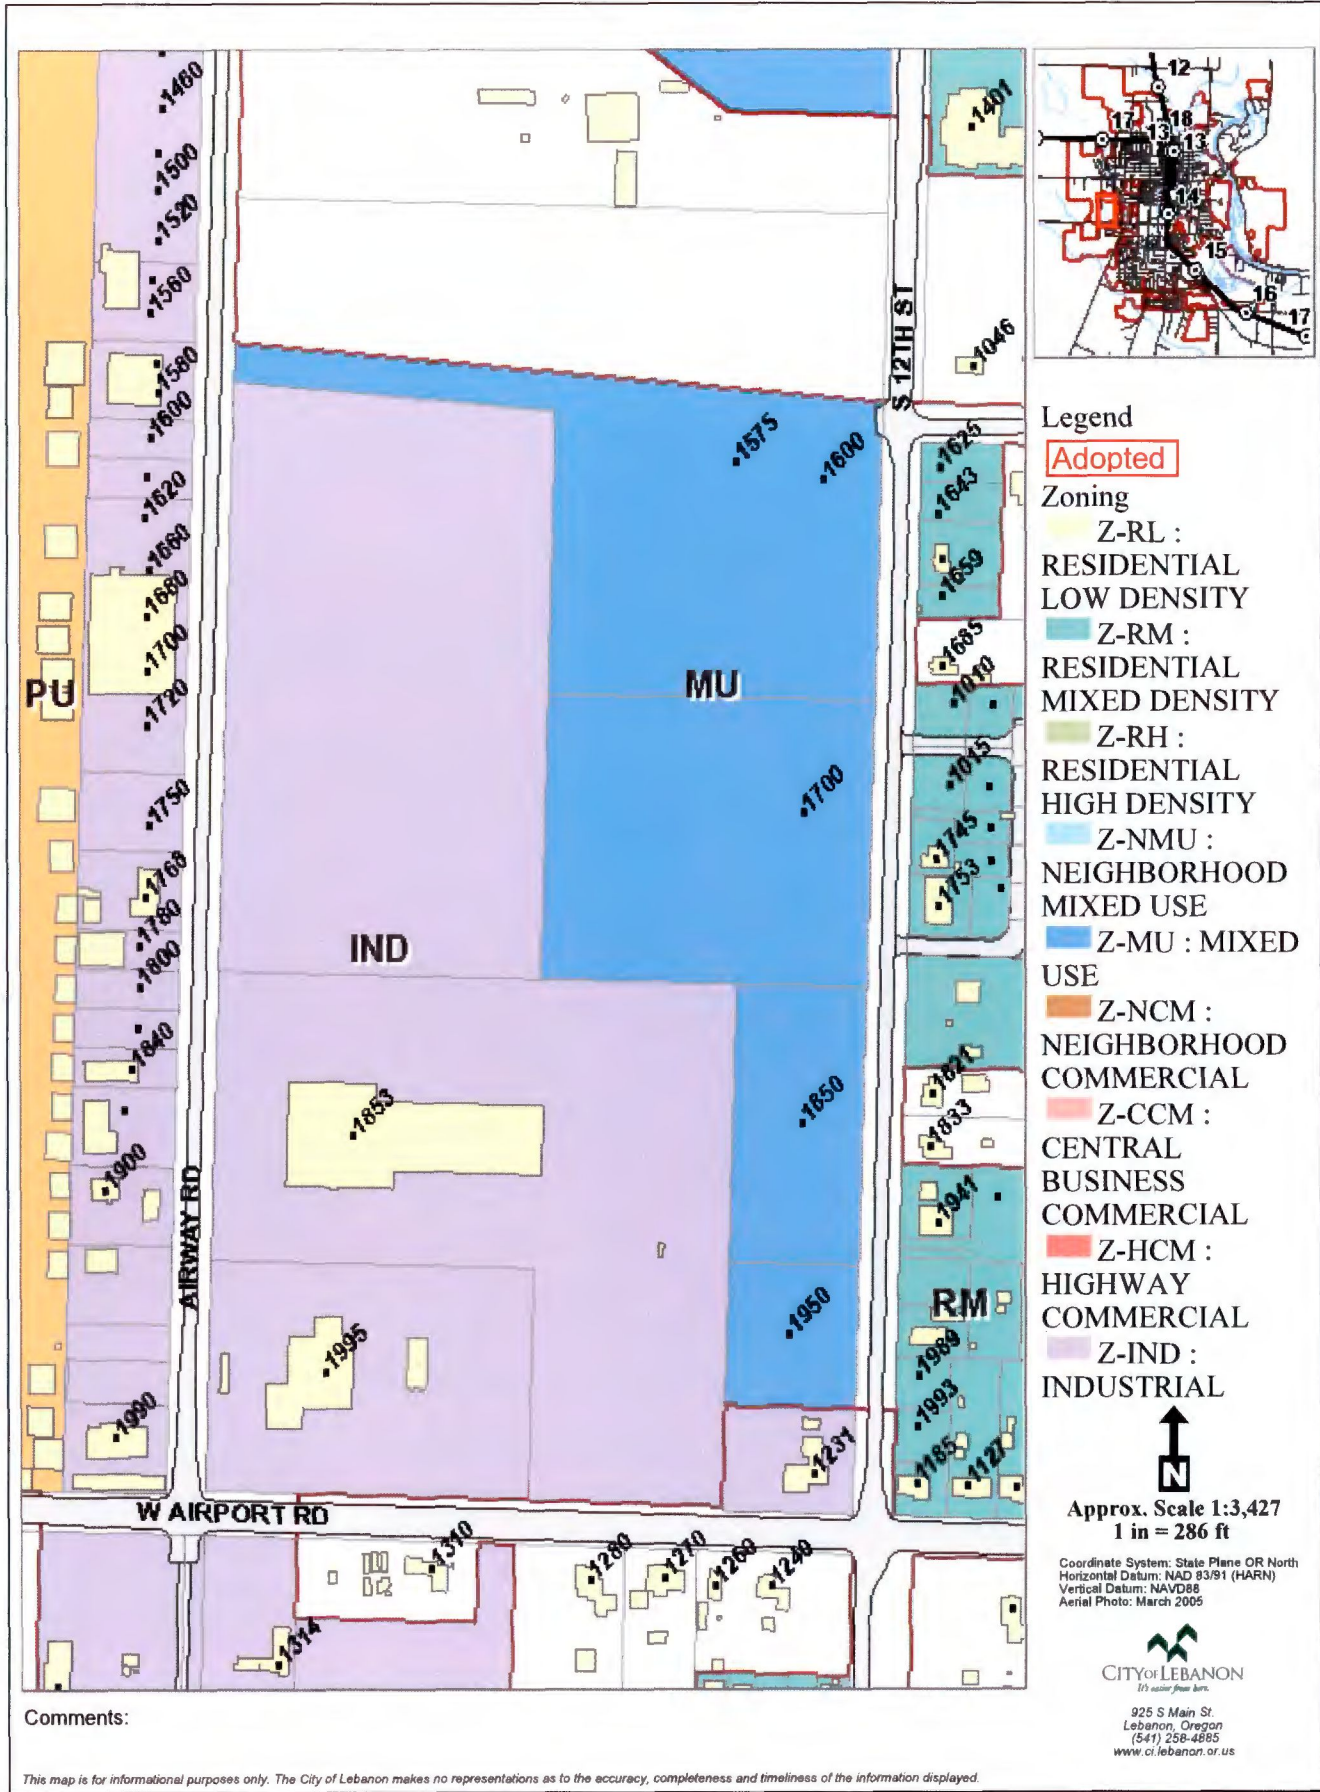 1460
1500
1520
1560
1580
1600
1620
1660
1680
1700
1720
1750
1768
1780
1800
1840
1900
1990
PU
IND
MU
RM
1575
1600
1700
1850
1950
1853
1995
1231
1401
1046
1625
1643
1659
1685
1010
1015
1745
1753
1821
1833
1941
1989
1993
1185
1127
S 12TH ST
AIRWAY RD
W AIRPORT RD
1310
1314
1280
1270
1260
1240
12
17
18
13
13
14
15
16
17
Legend
Adopted
Zoning
Z-RL :
RESIDENTIAL
LOW DENSITY
Z-RM :
RESIDENTIAL
MIXED DENSITY
Z-RH :
RESIDENTIAL
HIGH DENSITY
Z-NMU :
NEIGHBORHOOD
MIXED USE
Z-MU : MIXED
USE
Z-NCM :
NEIGHBORHOOD
COMMERCIAL
Z-CCM :
CENTRAL
BUSINESS
COMMERCIAL
Z-HCM :
HIGHWAY
COMMERCIAL
Z-IND :
INDUSTRIAL
N
Approx. Scale 1:3,427
1 in = 286 ft
Coordinate System: State Plane OR North
Horizontal Datum: NAD 83/91 (HARN)
Vertical Datum: NAVD88
Aerial Photo: March 2005
CITY OF LEBANON
It's easier from here.
925 S Main St.
Lebanon, Oregon
(541) 258-4885
www.ci.lebanon.or.us
Comments:
This map is for informational purposes only. The City of Lebanon makes no representations as to the accuracy, completeness and timeliness of the information displayed.